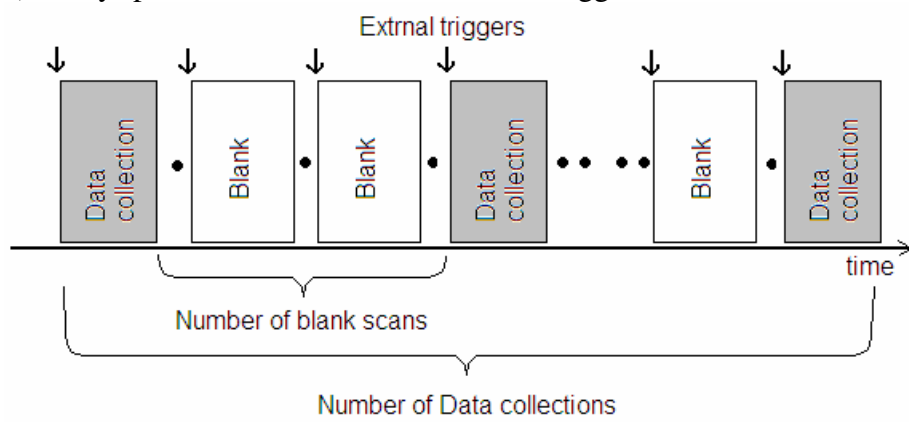 Extrnal triggers
Data
collection
Blank
Blank
Data
collection
Blank
Data
collection
time
Number of blank scans
Number of Data collections